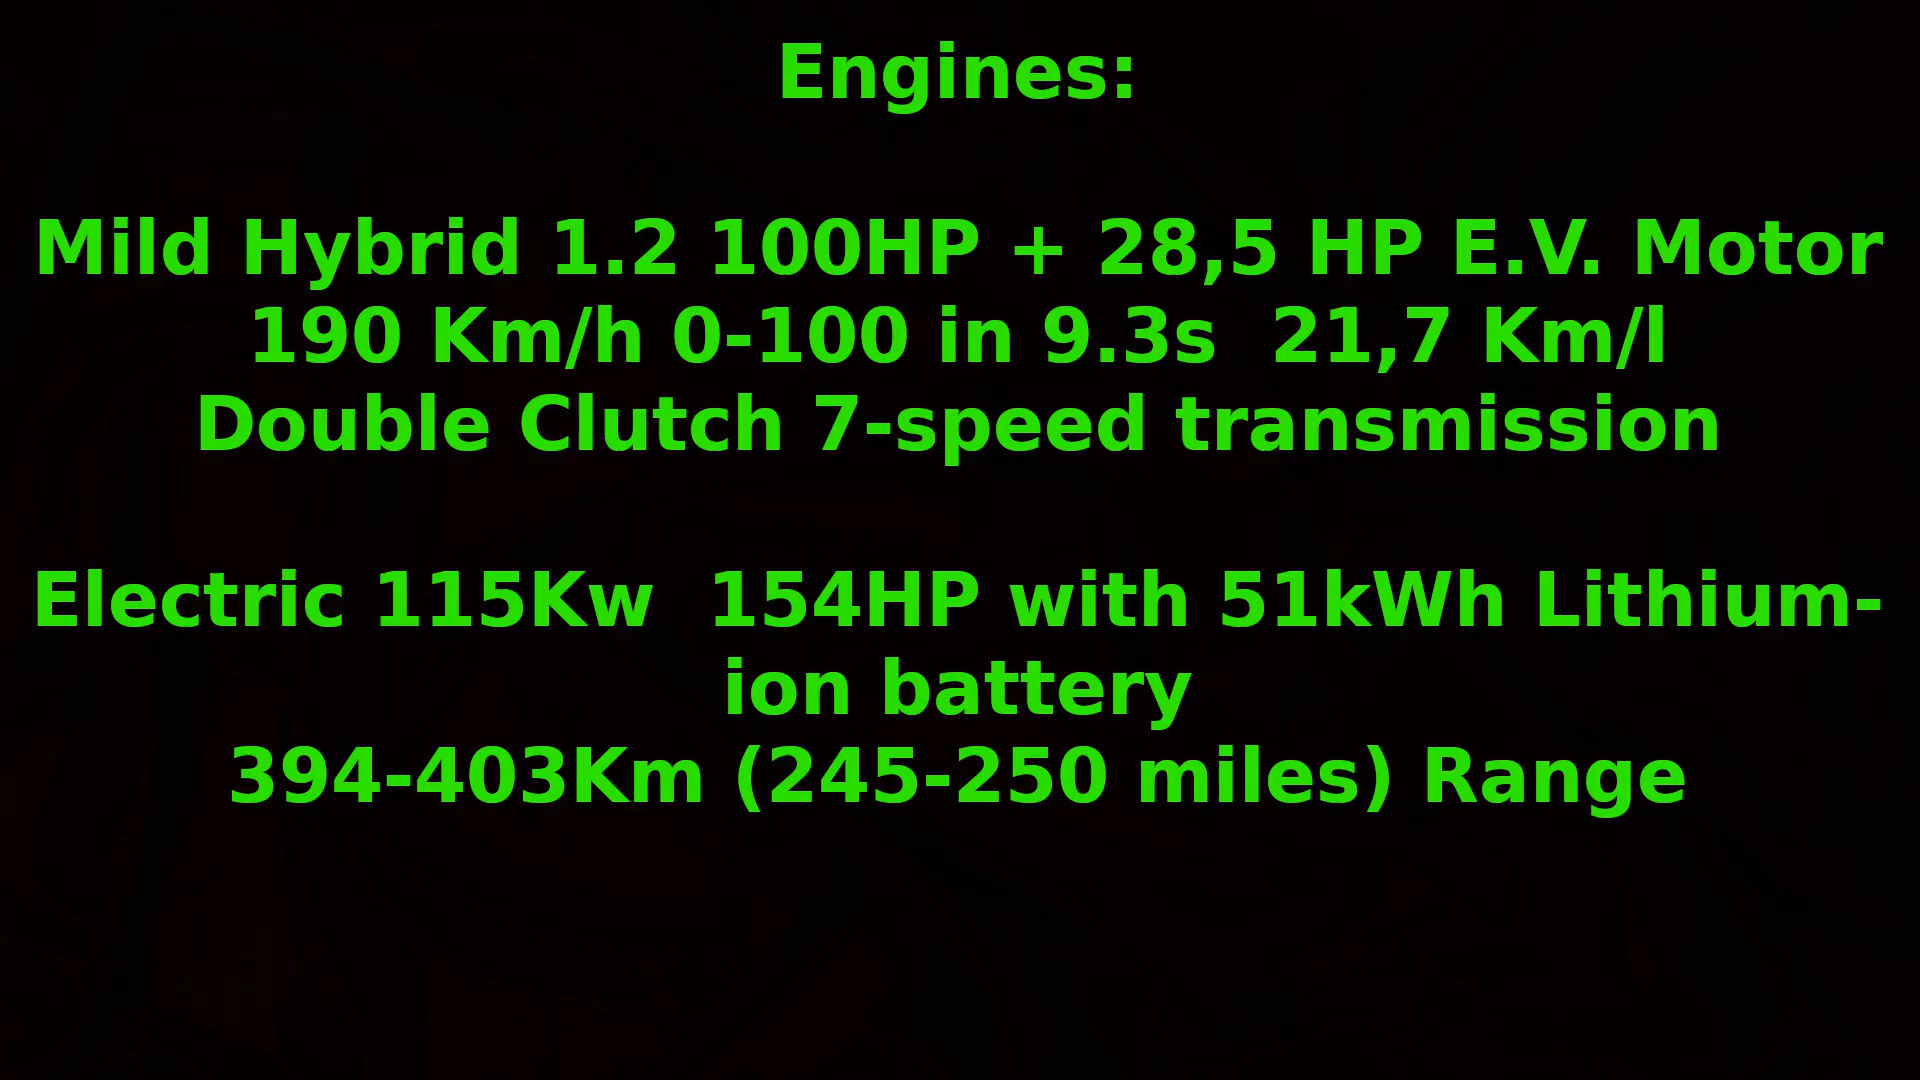 Engines:
Mild Hybrid 1.2 100HP + 28,5 HP E.V. Motor
190 Km/h 0-100 in 9.3s  21,7 Km/l
Double Clutch 7-speed transmission
Electric 115Kw  154HP with 51kWh Lithium-
ion battery
394-403Km (245-250 miles) Range